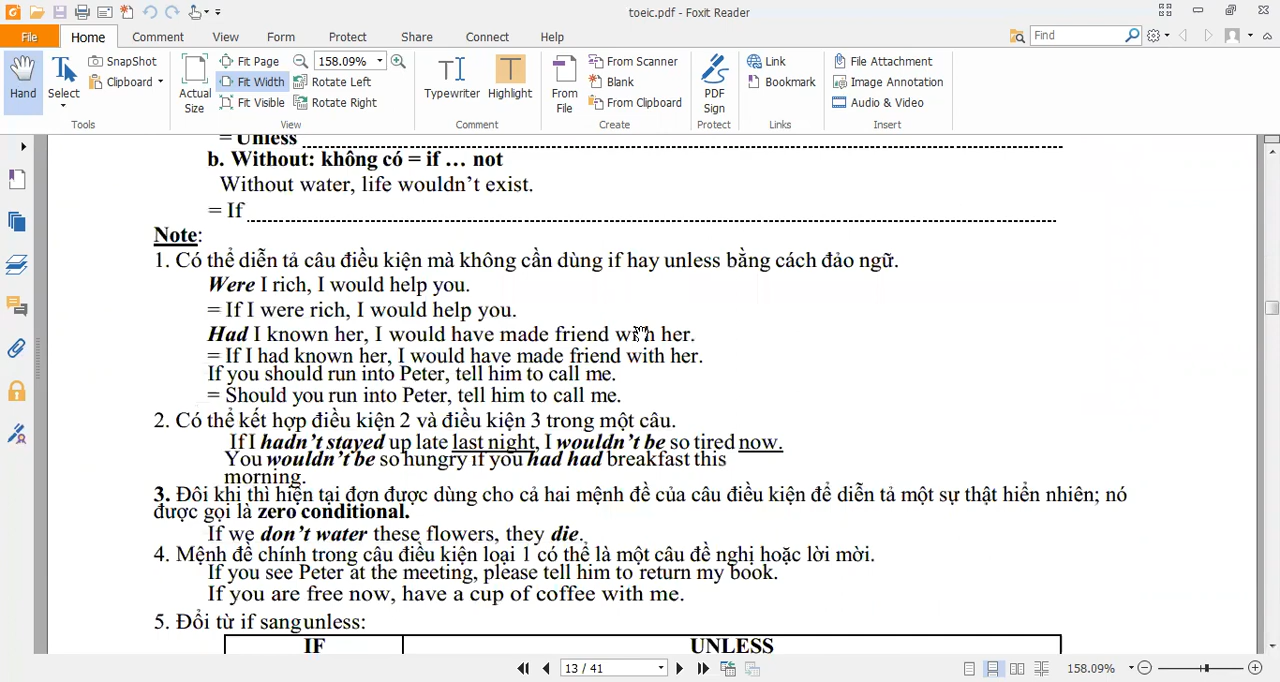 toeic.pdf - Foxit Reader
File Home Comment View Form Protect Share Connect Help Find
Hand
Select
SnapShot
Clipboard
Actual Size
Fit Page
Fit Width
Fit Visible
158.09%
Rotate Left
Rotate Right
Typewriter
Highlight
From File
From Scanner
Blank
From Clipboard
PDF Sign
Link
Bookmark
File Attachment
Image Annotation
Audio & Video
Tools View Comment Create Protect Links Insert
= Unless
b. Without: không có = if … not
Without water, life wouldn’t exist.
= If
Note:
1. Có thể diễn tả câu điều kiện mà không cần dùng if hay unless bằng cách đảo ngữ.
Were I rich, I would help you.
= If I were rich, I would help you.
Had I known her, I would have made friend with her.
= If I had known her, I would have made friend with her.
If you should run into Peter, tell him to call me.
= Should you run into Peter, tell him to call me.
2. Có thể kết hợp điều kiện 2 và điều kiện 3 trong một câu.
If I hadn’t stayed up late last night, I wouldn’t be so tired now.
You wouldn’t be so hungry if you had had breakfast this
morning.
3. Đôi khi thì hiện tại đơn được dùng cho cả hai mệnh đề của câu điều kiện để diễn tả một sự thật hiển nhiên; nó
được gọi là zero conditional.
If we don’t water these flowers, they die.
4. Mệnh đề chính trong câu điều kiện loại 1 có thể là một câu đề nghị hoặc lời mời.
If you see Peter at the meeting, please tell him to return my book.
If you are free now, have a cup of coffee with me.
5. Đổi từ if sangunless:
IF UNLESS
13 / 41 158.09%